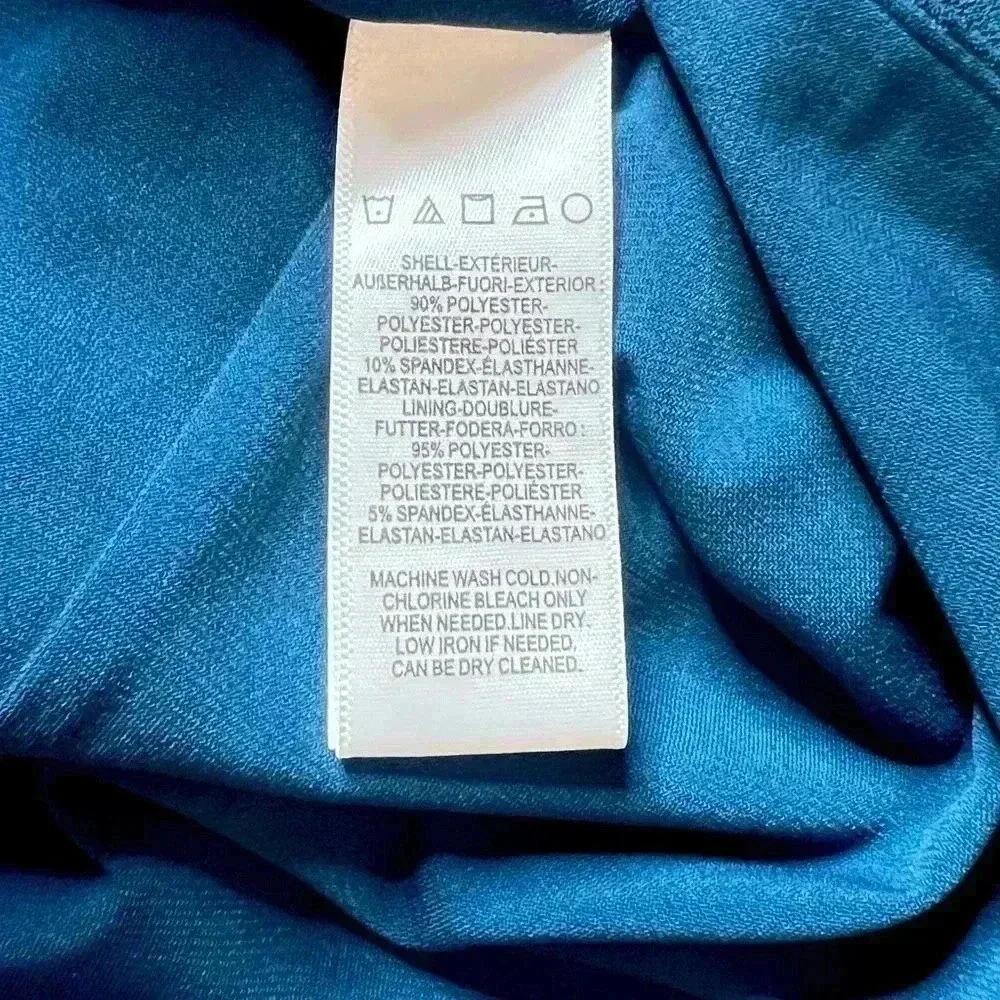 SHELL-EXTÉRIEUR-
AUßERHALB-FUORI-EXTERIOR :
90% POLYESTER-
POLYESTER-POLYESTER-
POLIESTERE-POLIÉSTER
10% SPANDEX-ÉLASTHANNE-
ELASTAN-ELASTAN-ELASTANO
LINING-DOUBLURE-
FUTTER-FODERA-FORRO :
95% POLYESTER-
POLYESTER-POLYESTER-
POLIESTERE-POLIÉSTER
5% SPANDEX-ÉLASTHANNE-
ELASTAN-ELASTAN-ELASTANO
MACHINE WASH COLD.NON-
CHLORINE BLEACH ONLY
WHEN NEEDED.LINE DRY,
LOW IRON IF NEEDED,
CAN BE DRY CLEANED.